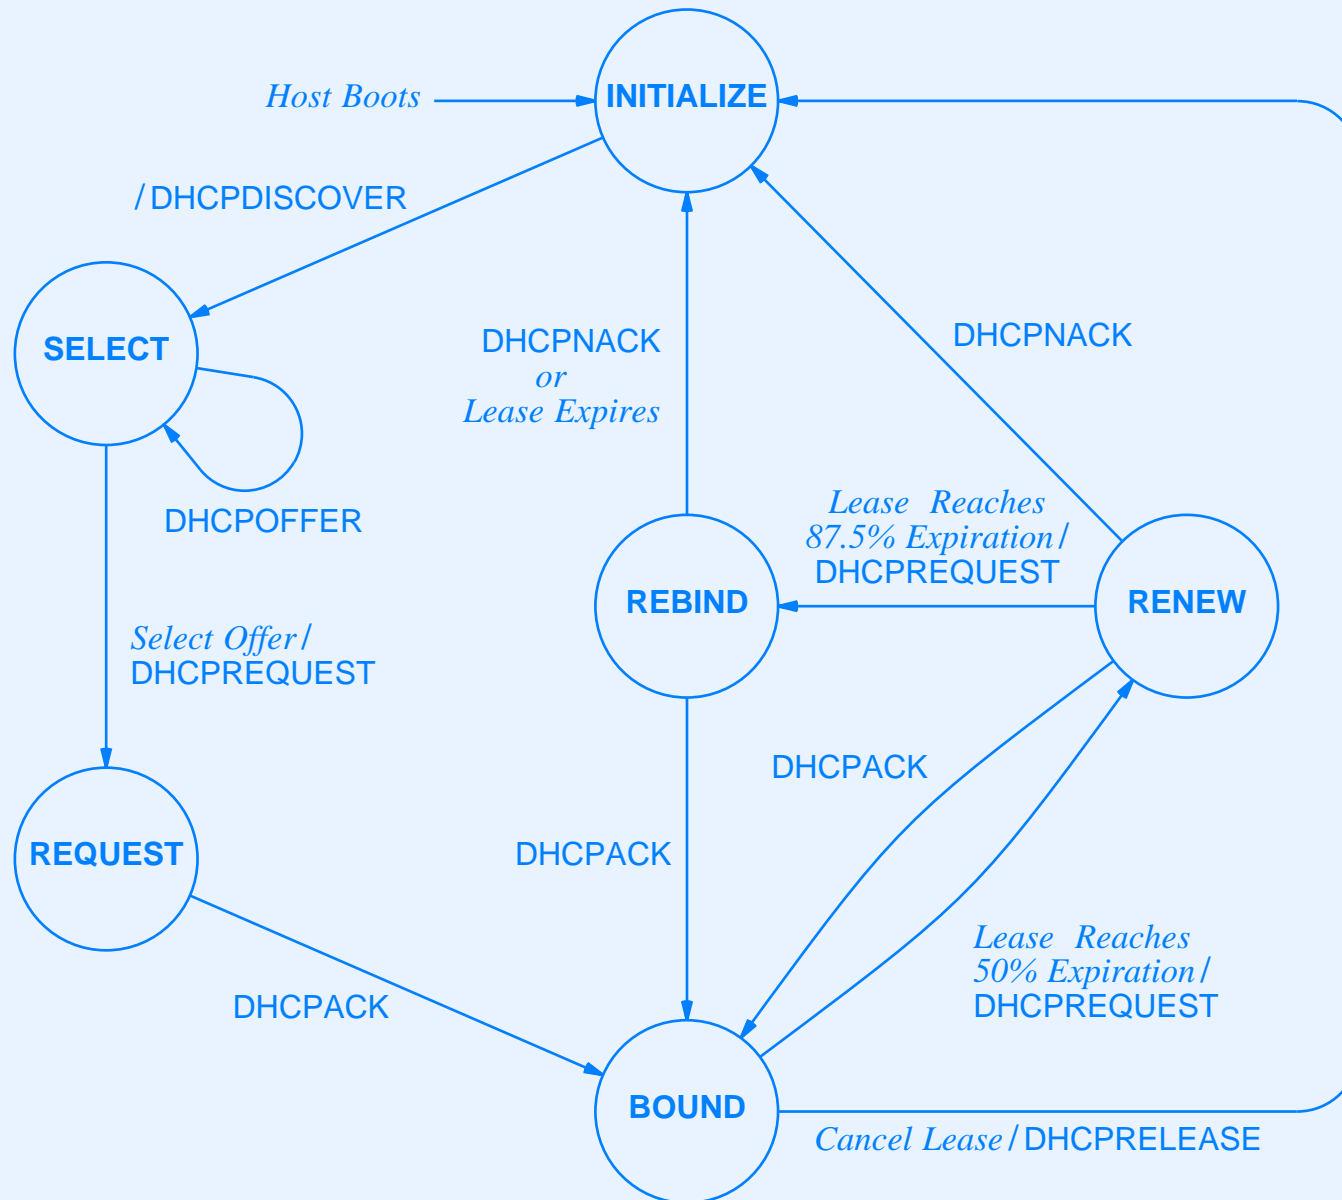 Host Boots
INITIALIZE
/DHCPDISCOVER
SELECT
DHCPOFFER
DHCPNACK
or
Lease Expires
DHCPNACK
Lease Reaches
87.5% Expiration/
DHCPREQUEST
REBIND
RENEW
Select Offer/
DHCPREQUEST
REQUEST
DHCPACK
DHCPACK
DHCPACK
Lease Reaches
50% Expiration/
DHCPREQUEST
BOUND
Cancel Lease/DHCPRELEASE